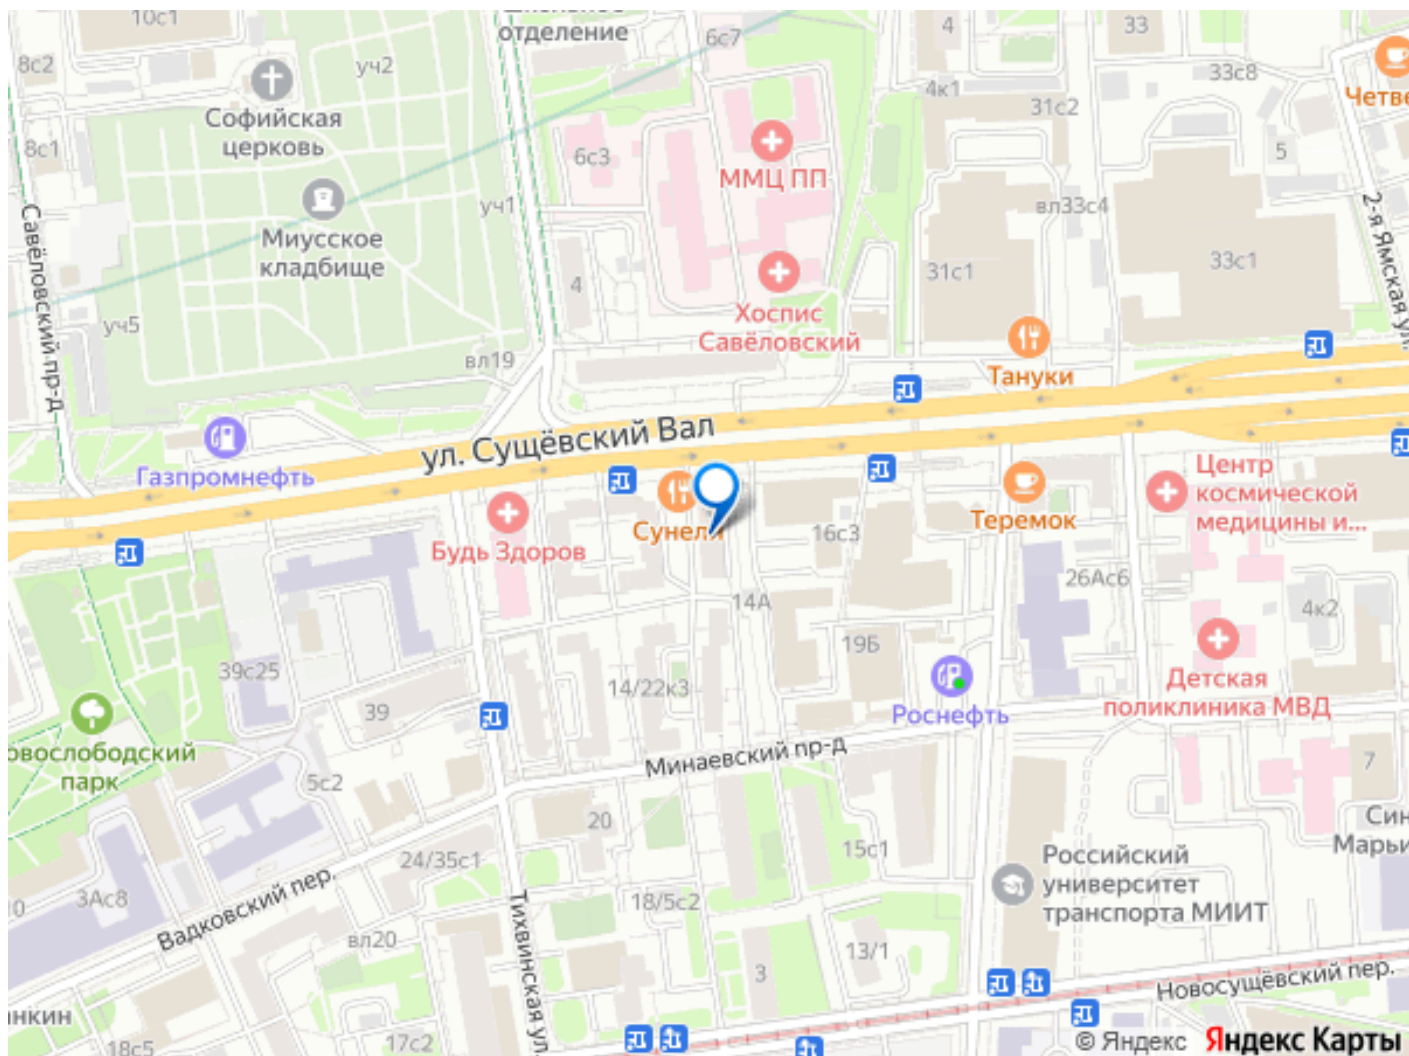 10с1
отделение
6с7
4
33
8с2
уч2
33с8
4к1
31с2
Четве
Софийская
церковь
8с1
6с3
5
ММЦ ПП
уч1
вл33с4
2-я Ямская ул.
Савёловский пр-д
Миусское
кладбище
4
31с1
33с1
уч5
Хоспис
Савёловский
вл19
Тануки
ул. Сущёвский Вал
Газпромнефть
Центр
космической
медицины и...
Сунели
Теремок
Будь Здоров
16с3
26Ас6
14А
4к2
19Б
39с25
14/22к3
Детская
поликлиника МВД
39
Роснефть
овослободский
парк
Минаевский пр-д
7
5с2
20
Син
Марьи
24/35с1
15с1
Российский
университет
транспорта МИИТ
3Ас8
10
Вадковский пер.
18/5с2
Тихвинская ул.
вл20
13/1
3
Новосущёвский пер.
нкин
18с5
17с2
© Яндекс Яндекс Карты